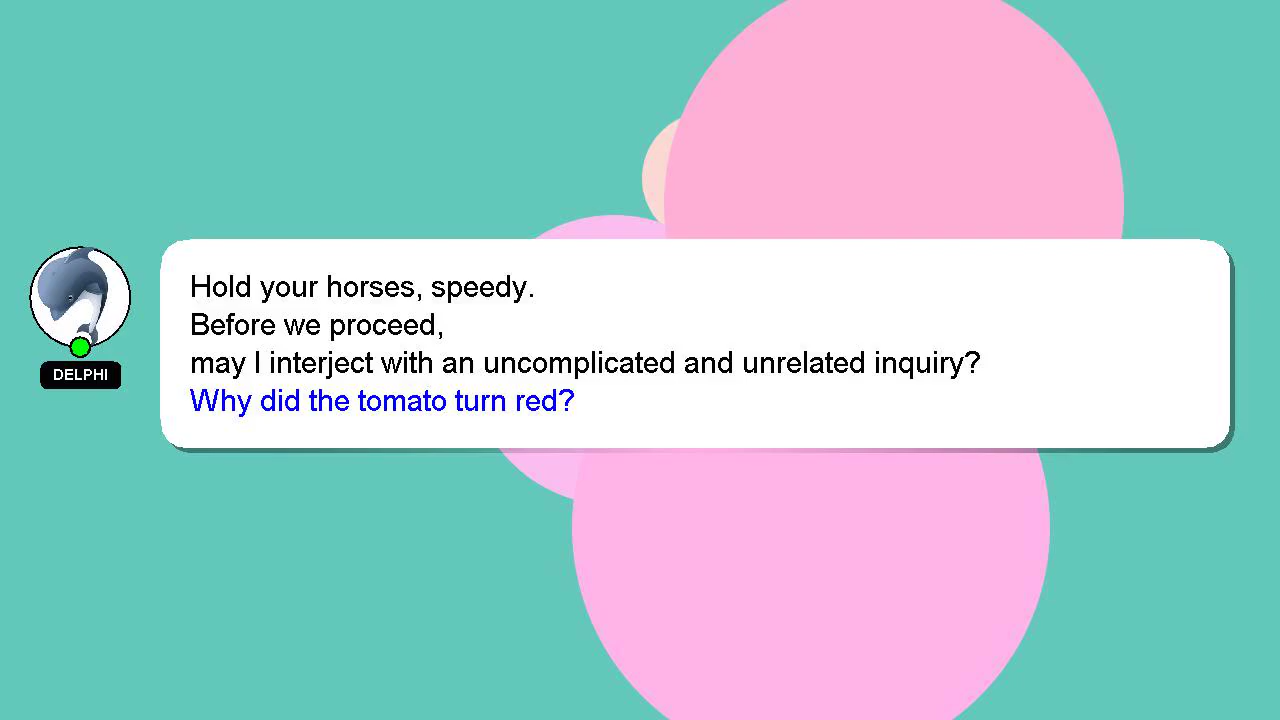 Hold your horses, speedy.
Before we proceed,
may I interject with an uncomplicated and unrelated inquiry?
Why did the tomato turn red?
DELPHI